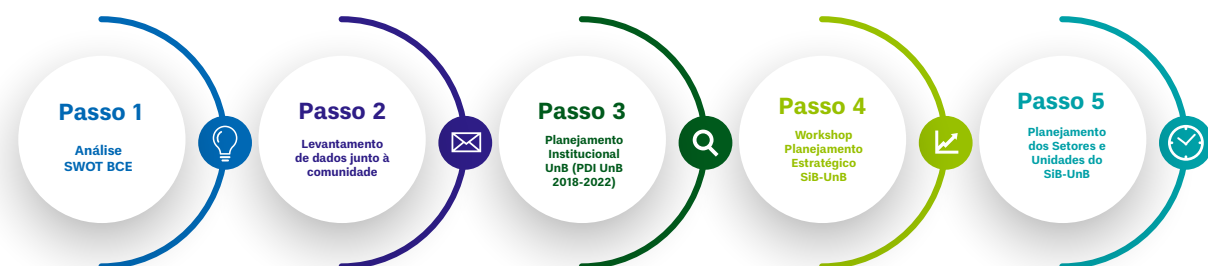 Passo 1
Análise
SWOT BCE
Passo 2
Levantamento
de dados junto à
comunidade
Passo 3
Planejamento
Institucional
UnB (PDI UnB
2018-2022)
Passo 4
Workshop
Planejamento
Estratégico
SiB-UnB
Passo 5
Planejamento
dos Setores e
Unidades do
SiB-UnB